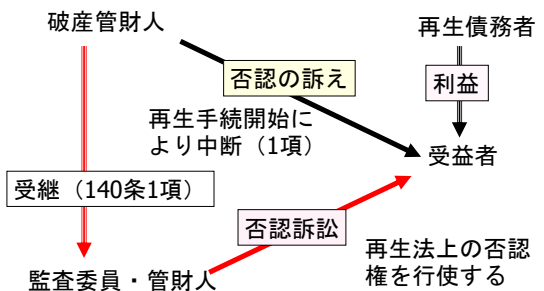 破産管財人
再生債務者
否認の訴え
利益
再生手続開始に
より中断（1項）
受益者
受継（140条1項）
否認訴訟
再生法上の否認
権を行使する
監査委員・管財人